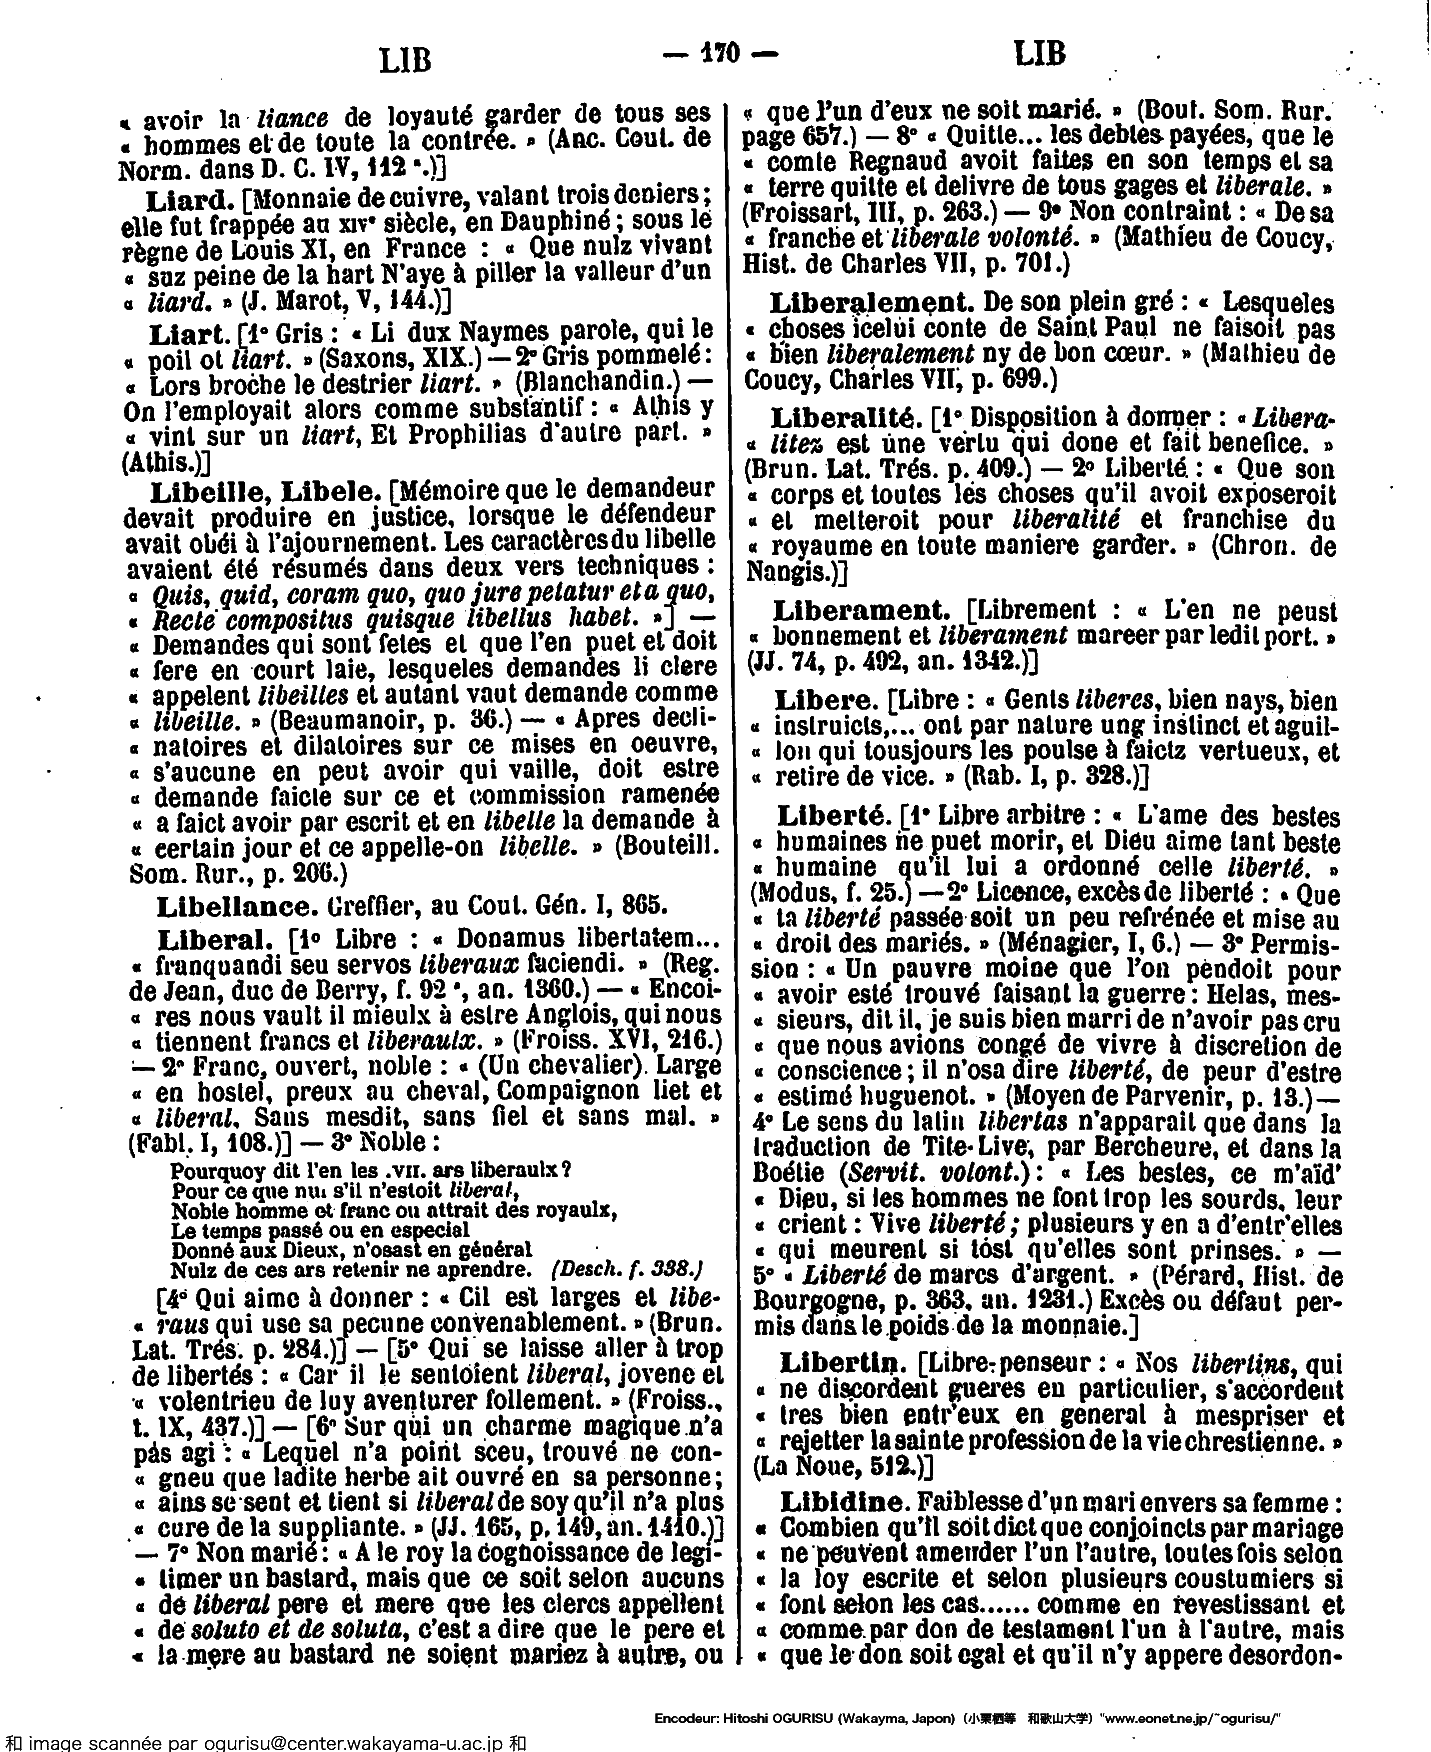 LIB
— 170 —
LIB
« avoir la liance de loyauté garder de tous ses
« hommes et de toute la contrée. » (Anc. Cout. de
Norm. dans D. C. IV, 112 ª.)]
Liard. [Monnaie de cuivre, valant trois deniers ;
elle fut frappée au XIVᵉ siècle, en Dauphiné ; sous le
règne de Louis XI, en France : « Que nulz vivant
« suz peine de la hart N'aye à piller la valleur d'un
« liard. » (J. Marot, V, 144.)]
Liart. [1º Gris : « Li dux Naymes parole, qui le
« poil ot liart. » (Saxons, XIX.) — 2º Gris pommelé :
« Lors broche le destrier liart. » (Blanchandin.) —
On l'employait alors comme substantif : « Athis y
« vint sur un liart, Et Prophilias d'autre part. »
(Athis.)]
Libeille, Libele. [Mémoire que le demandeur
devait produire en justice, lorsque le défendeur
avait obéi à l'ajournement. Les caractères du libelle
avaient été résumés dans deux vers techniques :
« Quis, quid, coram quo, quo jure petatur et a quo,
« Recte compositus quisque libellus habet. »] —
« Demandes qui sont fetes et que l'en puet et doit
« fere en court laie, lesqueles demandes li clerc
« appelent libeilles et autant vaut demande comme
« libeille. » (Beaumanoir, p. 36.) — « Apres decli-
« natoires et dilatoires sur ce mises en oeuvre,
« s'aucune en peut avoir qui vaille, doit estre
« demande faicte sur ce et commission ramenée
« a faict avoir par escrit et en libelle la demande à
« certain jour et ce appelle-on libelle. » (Bouteill.
Som. Rur., p. 206.)
Libellance. Greffier, au Cout. Gén. I, 865.
Liberal. [1º Libre : « Donamus libertatem...
« franquandi seu servos liberaux faciendi. » (Reg.
de Jean, duc de Berry, f. 92 ª, an. 1360.) — « Encoi-
« res nous vault il mieulx à estre Anglois, qui nous
« tiennent francs et liberaulx. » (Froiss. XVI, 216.)
— 2º Franc, ouvert, noble : « (Un chevalier). Large
« en hostel, preux au cheval, Compaignon liet et
« liberal, Sans mesdit, sans fiel et sans mal. »
(Fabl. I, 108.)] — 3º Noble :
Pourquoy dit l'en les .VII. ars liberaulx ?
Pour ce que nui s'il n'estoit liberal,
Noble homme et franc ou attrait des royaulx,
Le temps passé ou en especial
Donné aux Dieux, n'osast en général
Nulz de ces ars retenir ne aprendre. (Desch. f. 338.)
[4º Qui aime à donner : « Cil est larges et libe-
« raus qui use sa pecune convenablement. » (Brun.
Lat. Trés. p. 284.)] — [5º Qui se laisse aller à trop
de libertés : « Car il le sentoient liberal, jovene et
« volentrieu de luy aventurer follement. » (Froiss.,
t. IX, 437.)] — [6º Sur qui un charme magique n'a
pas agi : « Lequel n'a point sceu, trouvé ne con-
« gneu que ladite herbe ait ouvré en sa personne ;
« ains se sent et tient si liberal de soy qu'il n'a plus
« cure de la suppliante. » (JJ. 165, p. 149, an. 1410.)]
— 7º Non marié : « A le roy la cognoissance de legi-
« timer un bastard, mais que ce soit selon aucuns
« de liberal pere et mere que les clercs appellent
« de soluto et de soluta, c'est a dire que le pere et
« la mere au bastard ne soient mariez à autre, ou
« que l'un d'eux ne soit marié. » (Bout. Som. Rur.
page 657.) — 8º « Quitte... les debtes payées, que le
« comte Regnaud avoit faites en son temps et sa
« terre quitte et delivre de tous gages et liberale. »
(Froissart, III, p. 263.) — 9º Non contraint : « De sa
« franche et liberale volonté. » (Mathieu de Coucy,
Hist. de Charles VII, p. 701.)
Liberalement. De son plein gré : « Lesqueles
« choses icelui conte de Saint Paul ne faisoit pas
« bien liberalement ny de bon cœur. » (Mathieu de
Coucy, Charles VII, p. 699.)
Liberalité. [1º Disposition à donner : « Libera-
« litez est une vertu qui done et fait benefice. »
(Brun. Lat. Trés. p. 409.) — 2º Liberté : « Que son
« corps et toutes les choses qu'il avoit exposeroit
« et metteroit pour liberalité et franchise du
« royaume en toute maniere garder. » (Chron. de
Nangis.)]
Liberament. [Librement : « L'en ne peust
« bonnement et liberament mareer par ledit port. »
(JJ. 74, p. 492, an. 1342.)]
Libere. [Libre : « Gents liberes, bien nays, bien
« instruicts,... ont par nature ung instinct et aguil-
« lon qui tousjours les poulse à faictz vertueux, et
« retire de vice. » (Rab. I, p. 328.)]
Liberté. [1º Libre arbitre : « L'ame des bestes
« humaines ne puet morir, et Dieu aime tant beste
« humaine qu'il lui a ordonné celle liberté. »
(Modus, f. 25.) — 2º Licence, excès de liberté : « Que
« ta liberté passée soit un peu refrénée et mise au
« droit des mariés. » (Ménagier, I, 6.) — 3º Permis-
sion : « Un pauvre moine que l'on pendoit pour
« avoir esté trouvé faisant la guerre : Helas, mes-
« sieurs, dit il, je suis bien marri de n'avoir pas cru
« que nous avions congé de vivre à discretion de
« conscience ; il n'osa dire liberté, de peur d'estre
« estimé huguenot. » (Moyen de Parvenir, p. 13.) —
4º Le sens du latin libertas n'apparait que dans la
traduction de Tite-Live, par Bercheure, et dans la
Boétie (Servit. volont.) : « Les bestes, ce m'aïd'
« Dieu, si les hommes ne font trop les sourds, leur
« crient : Vive liberté ; plusieurs y en a d'entr'elles
« qui meurent si tost qu'elles sont prinses. » —
5º « Liberté de marcs d'argent. » (Pérard, Hist. de
Bourgogne, p. 363, an. 1231.) Excès ou défaut per-
mis dans le poids de la monnaie.]
Libertin. [Libre-penseur : « Nos libertins, qui
« ne discordent gueres en particulier, s'accordent
« tres bien entr'eux en general à mespriser et
« rejetter la sainte profession de la vie chrestienne. »
(La Noue, 512.)]
Libidine. Faiblesse d'un mari envers sa femme :
« Combien qu'il soit dict que conjoincts par mariage
« ne peuvent amender l'un l'autre, toutesfois selon
« la loy escrite et selon plusieurs coustumiers si
« font selon les cas...... comme en revestissant et
« comme par don de testament l'un à l'autre, mais
« que le don soit egal et qu'il n'y appere desordon-
Encodeur: Hitoshi OGURISU (Wakayma, Japon) (小栗栖等 和歌山大学) "www.eonet.ne.jp/~ogurisu/"
和 image scannée par ogurisu@center.wakayama-u.ac.jp 和